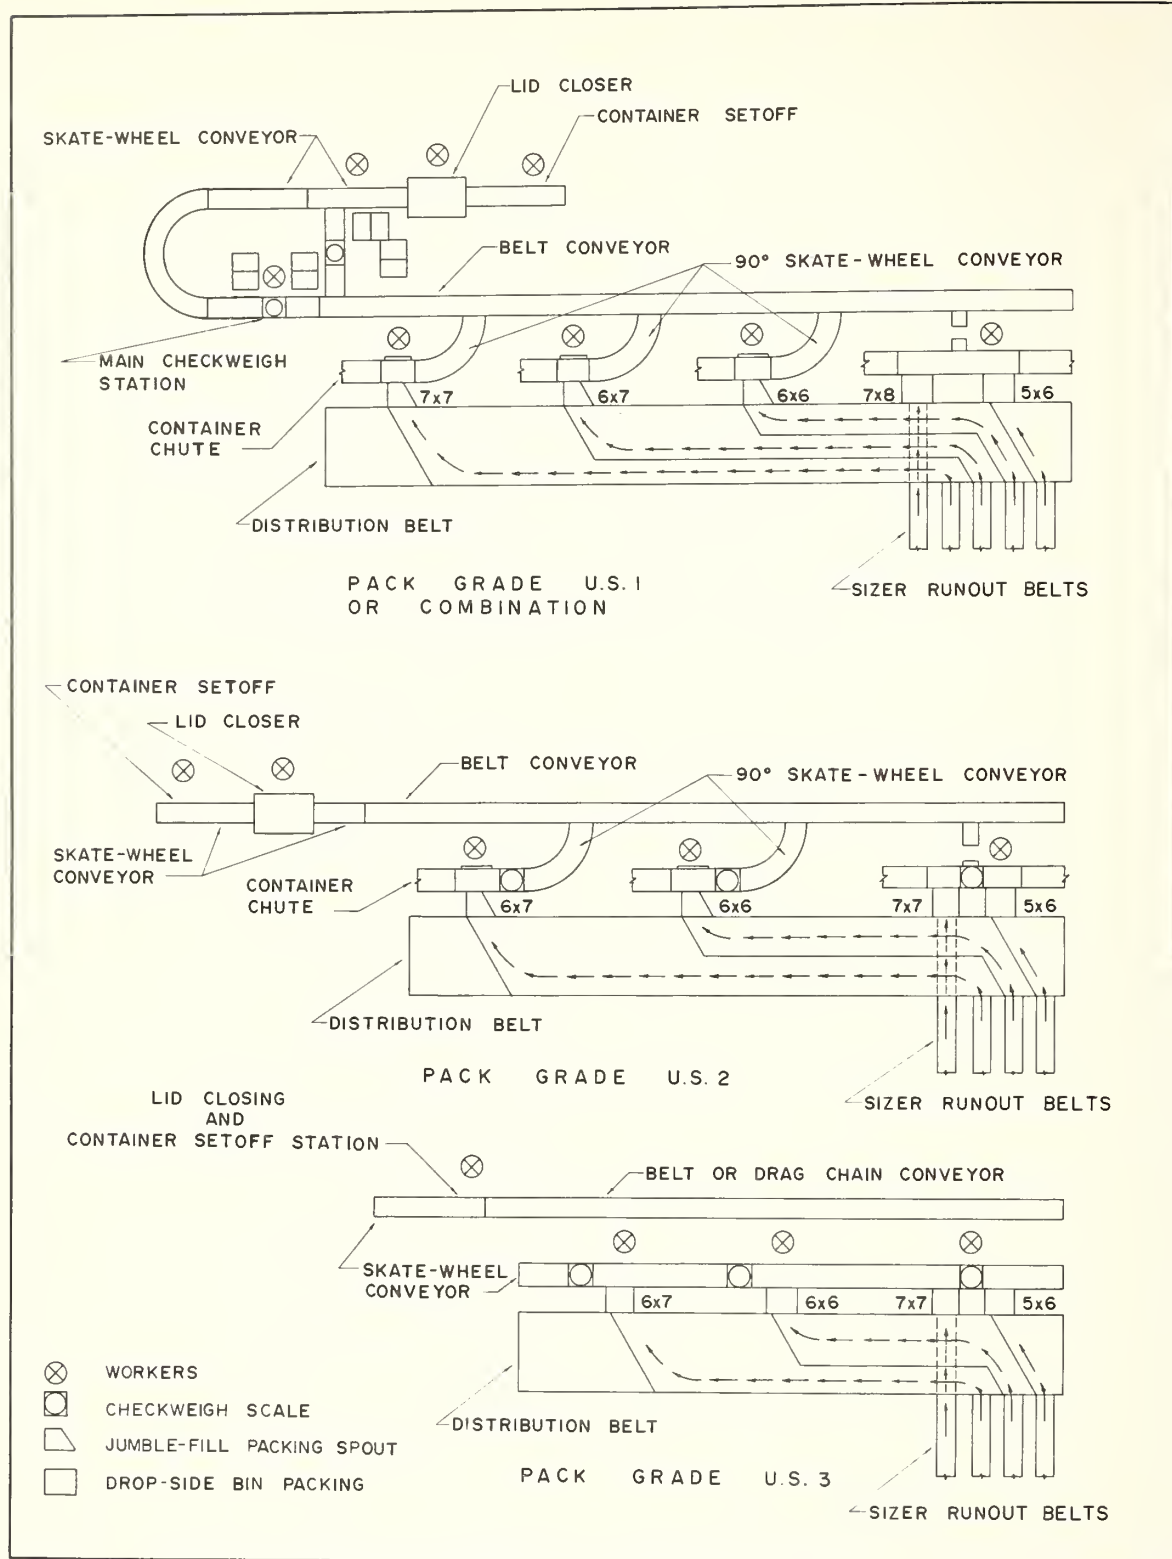 LID CLOSER
CONTAINER SETOFF
SKATE-WHEEL CONVEYOR
BELT CONVEYOR
90° SKATE-WHEEL CONVEYOR
MAIN CHECKWEIGH
STATION
7x7
6x7
6x6
7x8
5x6
CONTAINER
CHUTE
DISTRIBUTION BELT
SIZER RUNOUT BELTS
PACK GRADE U.S. 1
OR COMBINATION
CONTAINER SETOFF
LID CLOSER
BELT CONVEYOR
90° SKATE-WHEEL CONVEYOR
SKATE-WHEEL
CONVEYOR
CONTAINER
CHUTE
6x7
6x6
7x7
5x6
DISTRIBUTION BELT
PACK GRADE U.S. 2
SIZER RUNOUT BELTS
LID CLOSING
AND
CONTAINER SETOFF STATION
BELT OR DRAG CHAIN CONVEYOR
SKATE-WHEEL
CONVEYOR
6x7
6x6
7x7
5x6
DISTRIBUTION BELT
PACK GRADE U.S. 3
SIZER RUNOUT BELTS
WORKERS
CHECKWEIGH SCALE
JUMBLE-FILL PACKING SPOUT
DROP-SIDE BIN PACKING